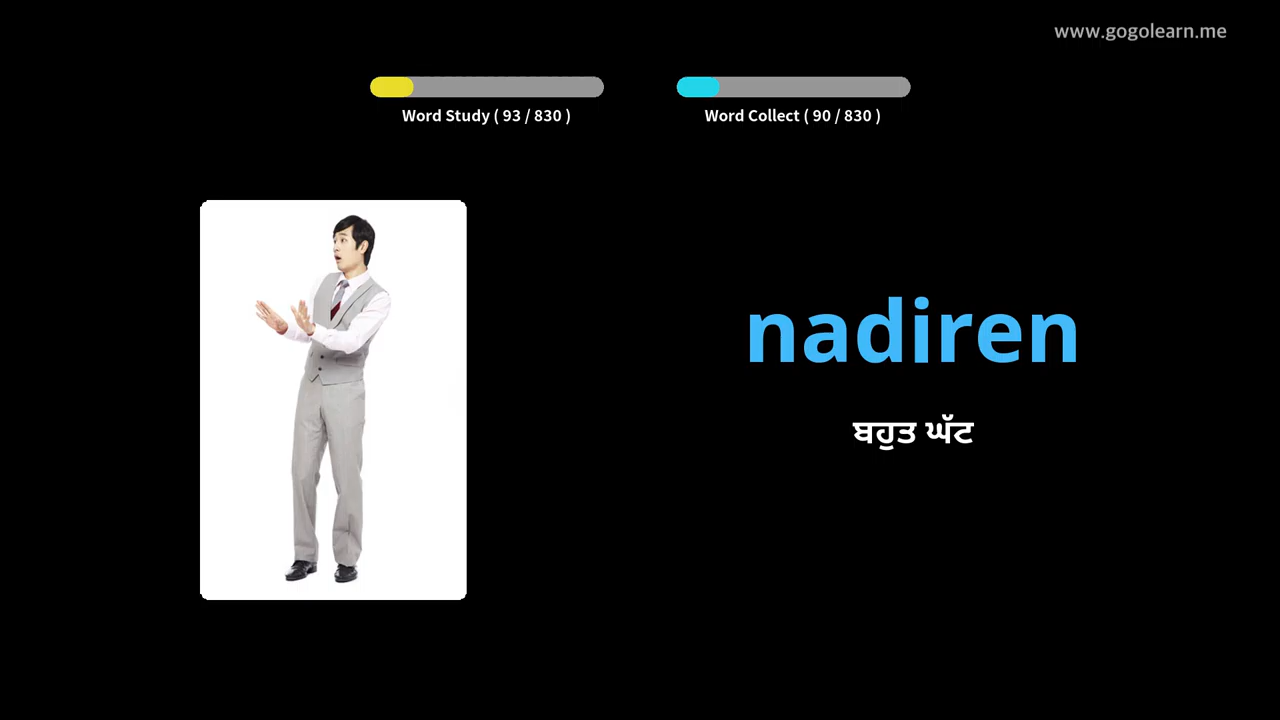 www.gogolearn.me
Word Study ( 93 / 830 )
Word Collect ( 90 / 830 )
nadiren
ਬਹੁਤ ਘੱਟ